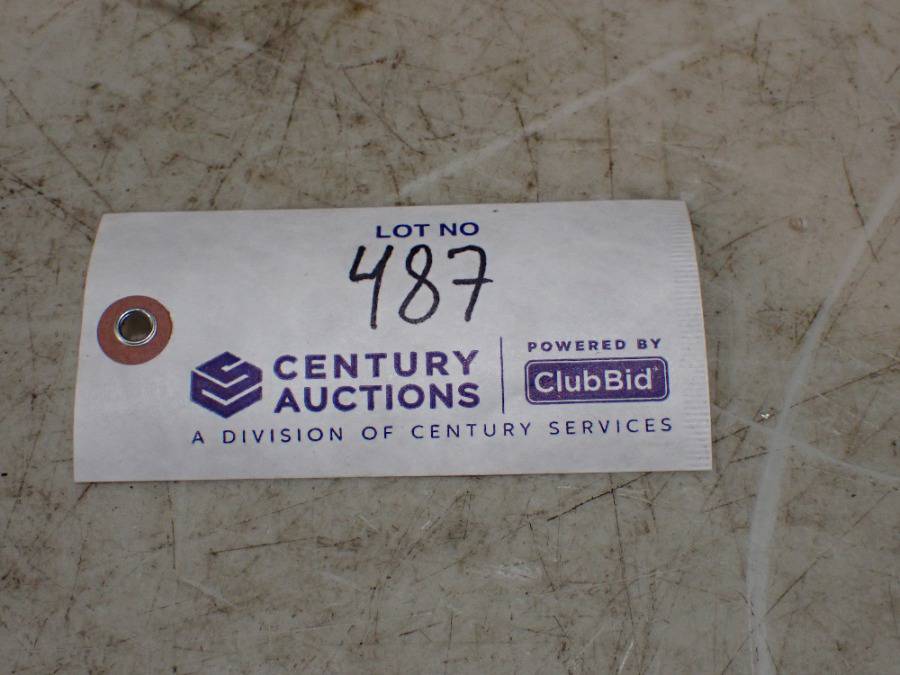 LOT NO
487
CENTURY AUCTIONS
POWERED BY
ClubBid
A DIVISION OF CENTURY SERVICES